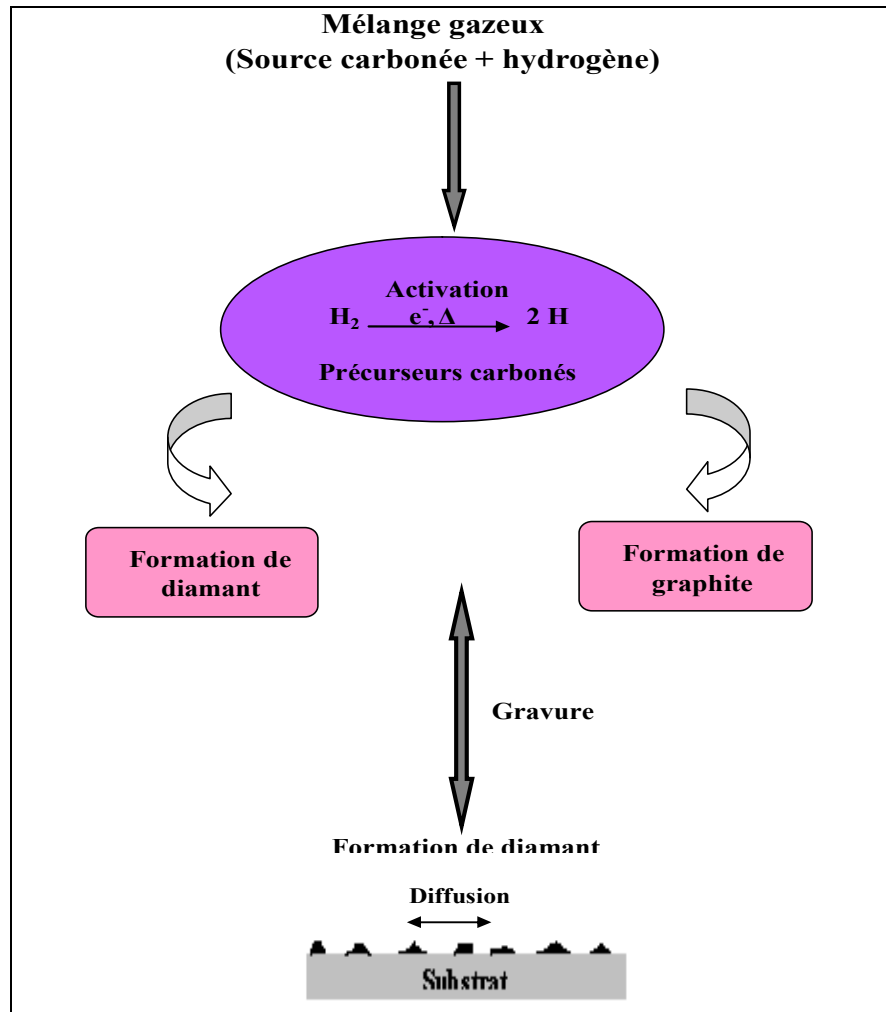 Mélange gazeux
(Source carbonée + hydrogène)
Activation
H₂ e⁻, Δ 2 H
Précurseurs carbonés
Formation de
diamant
Formation de
graphite
Gravure
Formation de diamant
Diffusion
Substrat